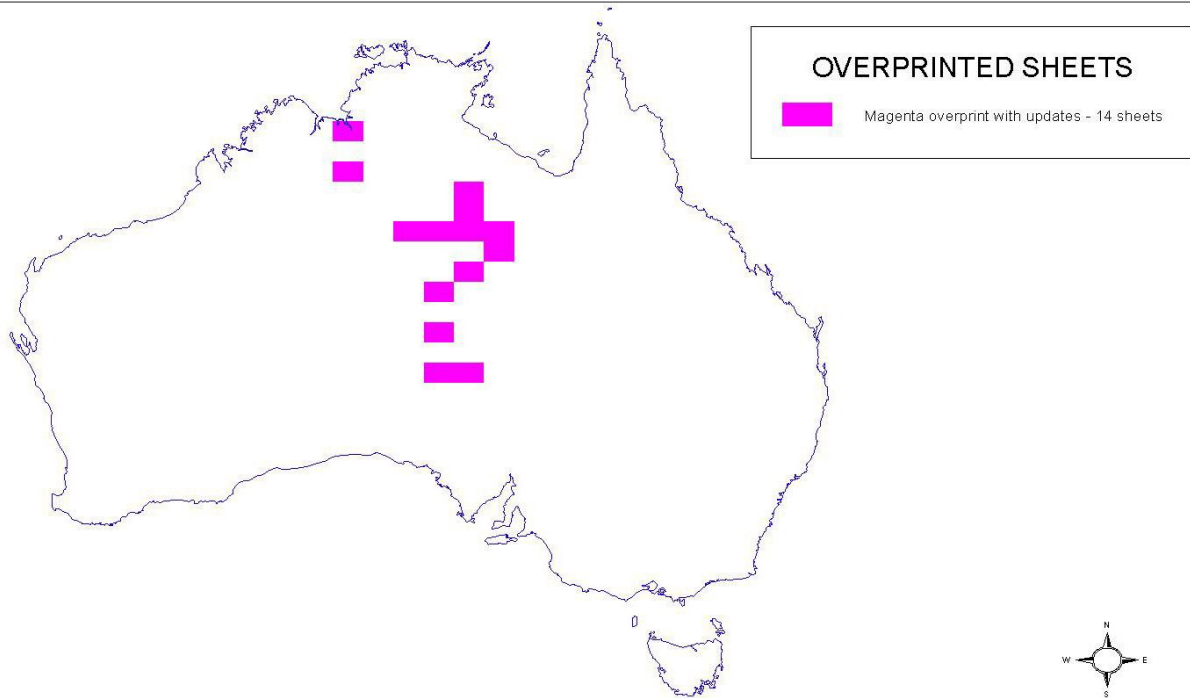 OVERPRINTED SHEETS
Magenta overprint with updates - 14 sheets
N
W E
S